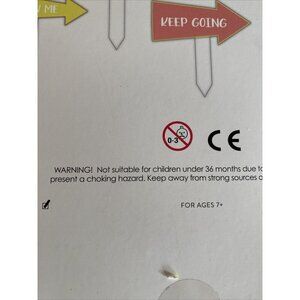 W ME
KEEP GOING
0-3
CE
WARNING! Not suitable for children under 36 months due to
present a choking hazard. Keep away from strong sources o
FOR AGES 7+